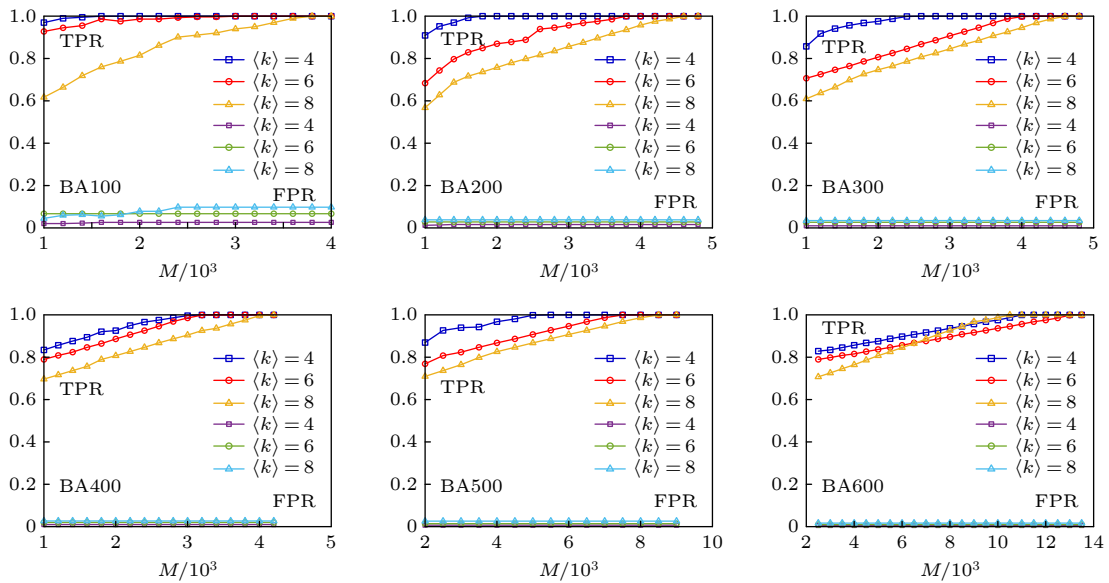 1.0
TPR
0.8
0.6
0.4
0.2
0
⟨k⟩ = 4
⟨k⟩ = 6
⟨k⟩ = 8
⟨k⟩ = 4
⟨k⟩ = 6
⟨k⟩ = 8
BA100
FPR
1 2 3 4
M/10³
1.0
TPR
0.8
0.6
0.4
0.2
0
⟨k⟩ = 4
⟨k⟩ = 6
⟨k⟩ = 8
⟨k⟩ = 4
⟨k⟩ = 6
⟨k⟩ = 8
BA200
FPR
1 2 3 4 5
M/10³
1.0
TPR
0.8
0.6
0.4
0.2
0
⟨k⟩ = 4
⟨k⟩ = 6
⟨k⟩ = 8
⟨k⟩ = 4
⟨k⟩ = 6
⟨k⟩ = 8
BA300
FPR
1 2 3 4 5
M/10³
1.0
0.8
0.6
0.4
0.2
0
⟨k⟩ = 4
⟨k⟩ = 6
TPR
⟨k⟩ = 8
⟨k⟩ = 4
⟨k⟩ = 6
⟨k⟩ = 8
BA400
FPR
1 2 3 4 5
M/10³
1.0
0.8
0.6
0.4
0.2
0
⟨k⟩ = 4
⟨k⟩ = 6
TPR
⟨k⟩ = 8
⟨k⟩ = 4
⟨k⟩ = 6
⟨k⟩ = 8
BA500
FPR
2 4 6 8 10
M/10³
1.0
TPR
0.8
0.6
0.4
0.2
0
⟨k⟩ = 4
⟨k⟩ = 6
⟨k⟩ = 8
⟨k⟩ = 4
⟨k⟩ = 6
⟨k⟩ = 8
BA600
FPR
2 4 6 8 10 12 14
M/10³